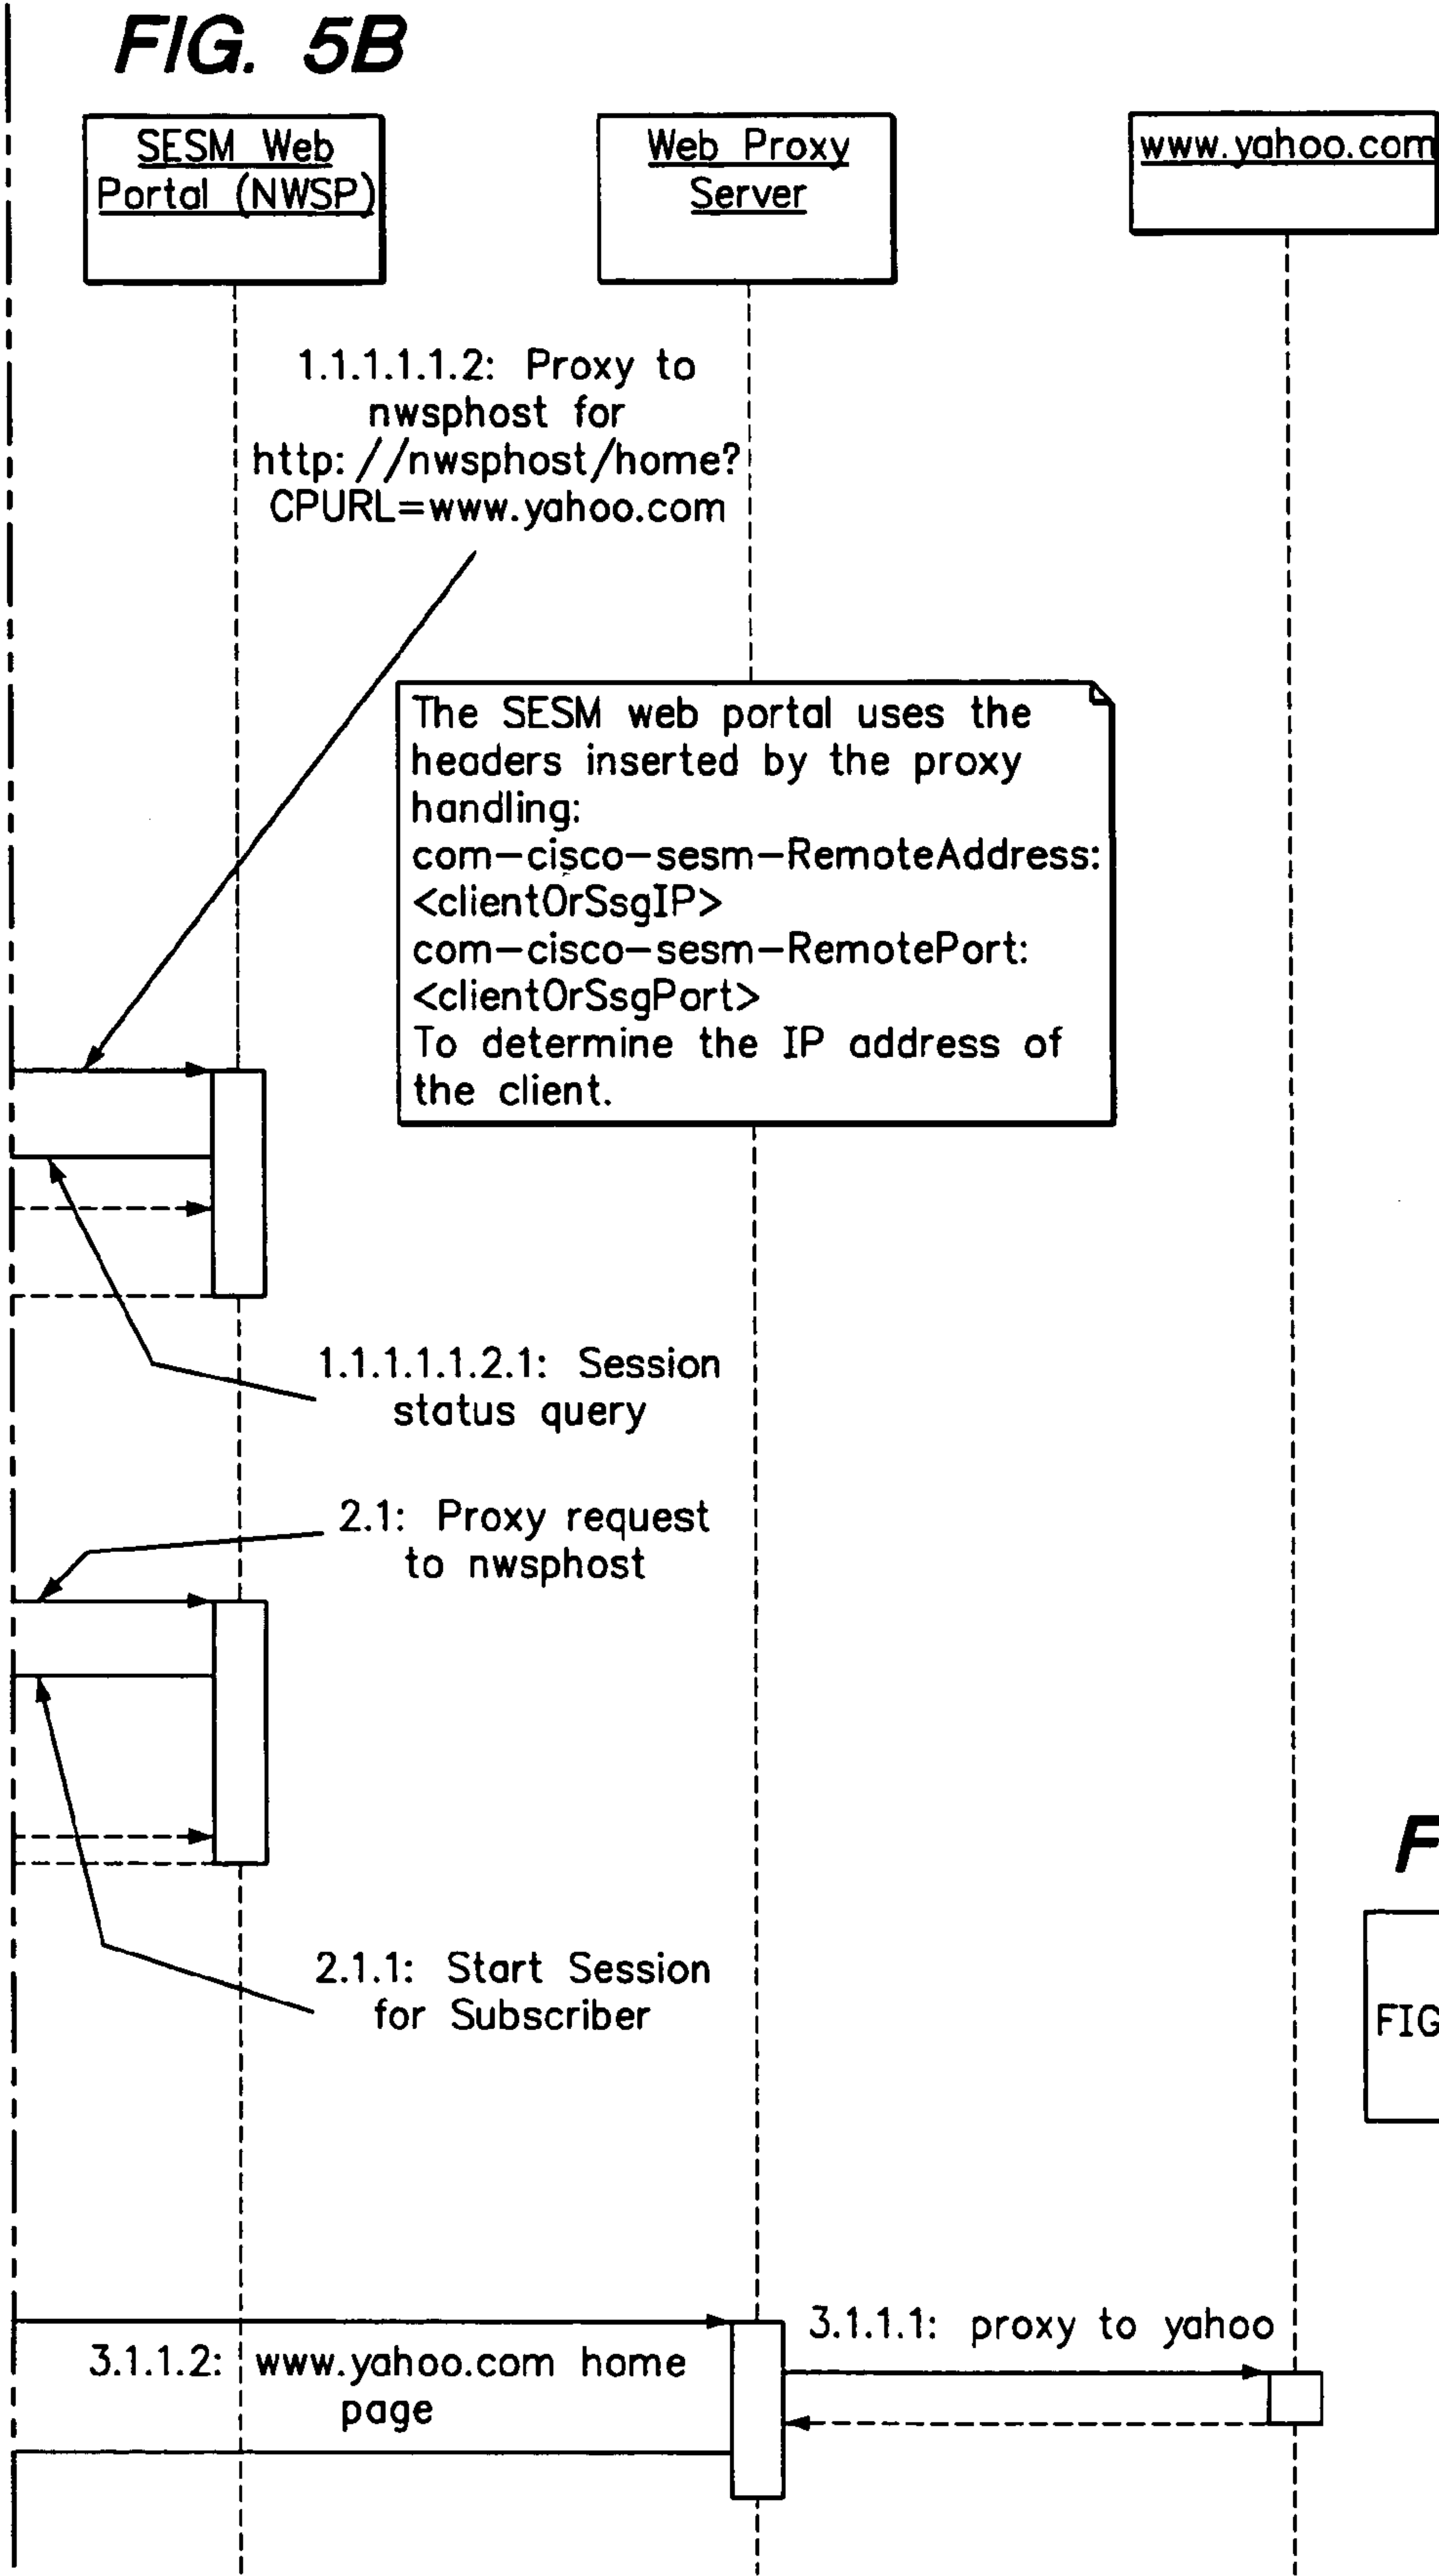 FIG. 5B
SESM Web
Portal (NWSP)
Web Proxy
Server
www.yahoo.com
1.1.1.1.1.2: Proxy to
nwsphost for
http://nwsphost/home?
CPURL=www.yahoo.com
The SESM web portal uses the
headers inserted by the proxy
handling:
com-cisco-sesm-RemoteAddress:
<clientOrSsgIP>
com-cisco-sesm-RemotePort:
<clientOrSsgPort>
To determine the IP address of
the client.
1.1.1.1.1.2.1: Session
status query
2.1: Proxy request
to nwsphost
2.1.1: Start Session
for Subscriber
F
FIG
3.1.1.1: proxy to yahoo
3.1.1.2: www.yahoo.com home
page